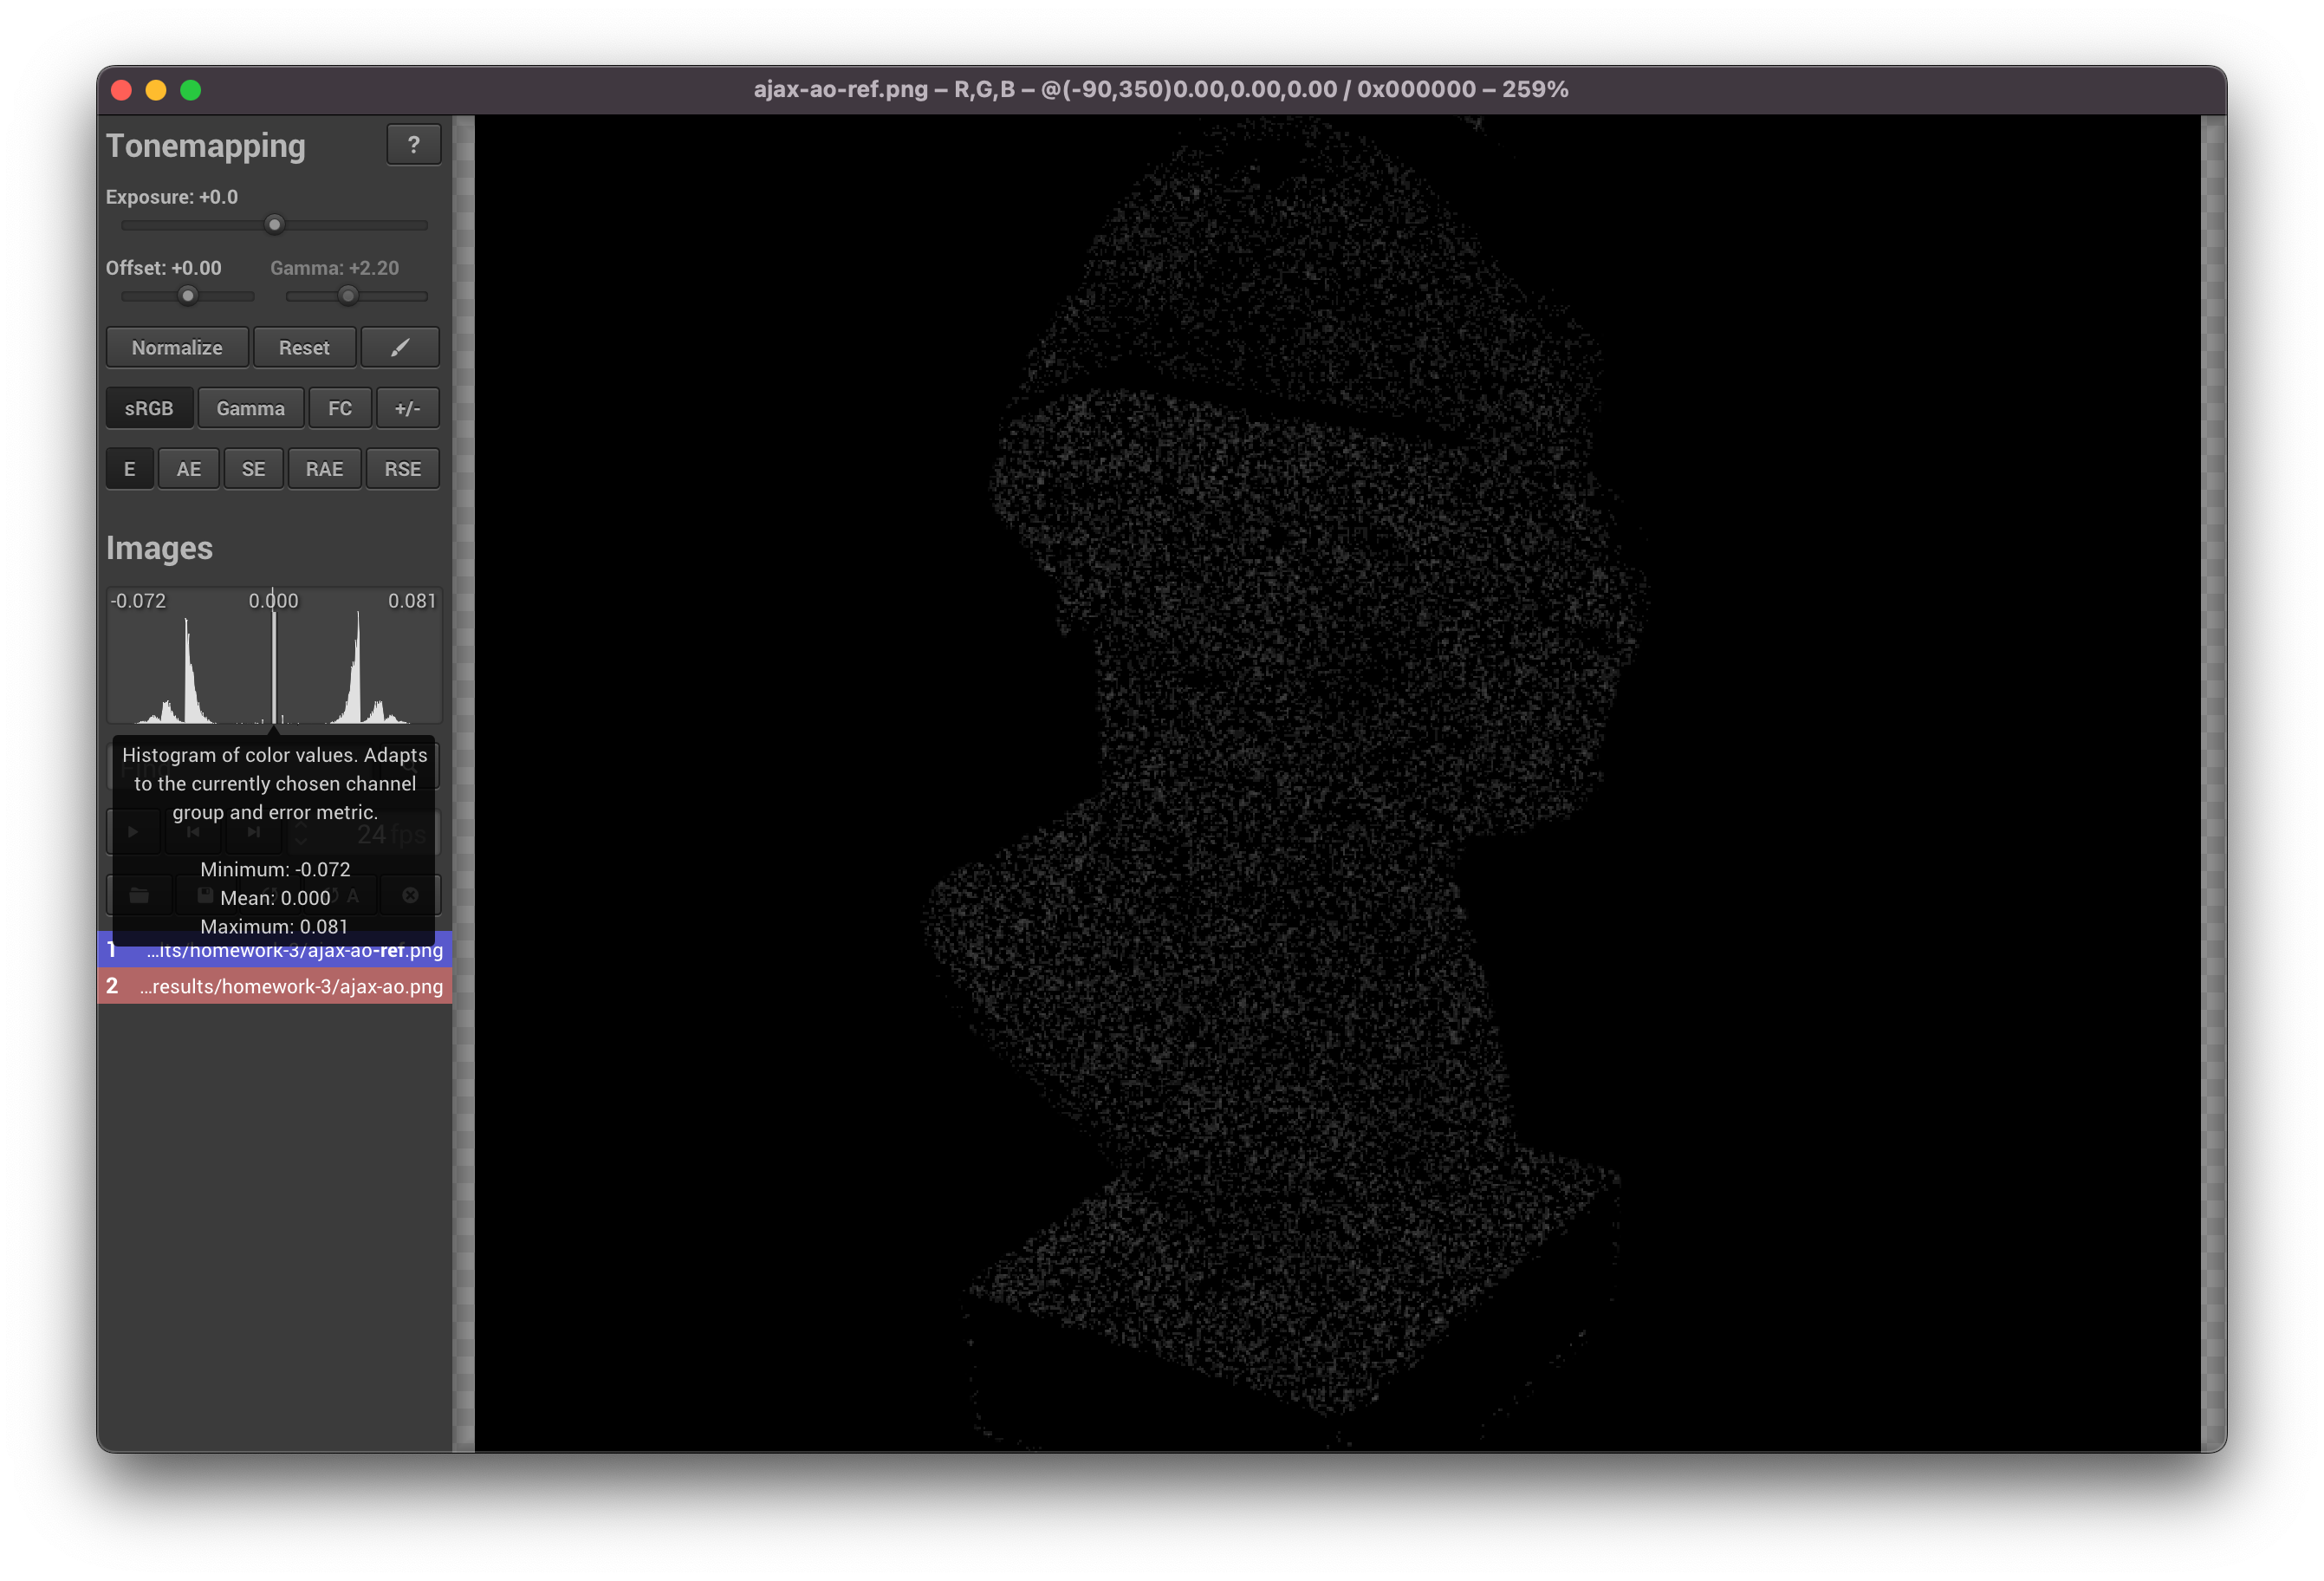 ajax-ao-ref.png – R,G,B – @(-90,350)0.00,0.00,0.00 / 0x000000 – 259%
Tonemapping ?
Exposure: +0.0
Offset: +0.00 Gamma: +2.20
Normalize Reset
sRGB Gamma FC +/-
E AE SE RAE RSE
Images
-0.072 0.000 0.081
Histogram of color values. Adapts
to the currently chosen channel
group and error metric.
24 fps
Minimum: -0.072
Mean: 0.000
A
Maximum: 0.081
1 ...lts/homework-3/ajax-ao-ref.png
2 ...results/homework-3/ajax-ao.png